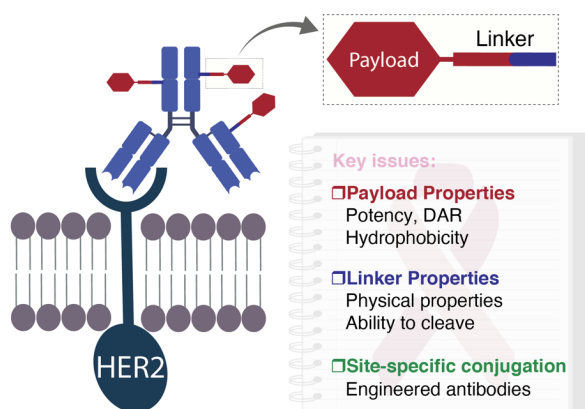 Payload
Linker
HER2
Key issues:
❒Payload Properties
Potency, DAR
Hydrophobicity
❒Linker Properties
Physical properties
Ability to cleave
❒Site-specific conjugation
Engineered antibodies